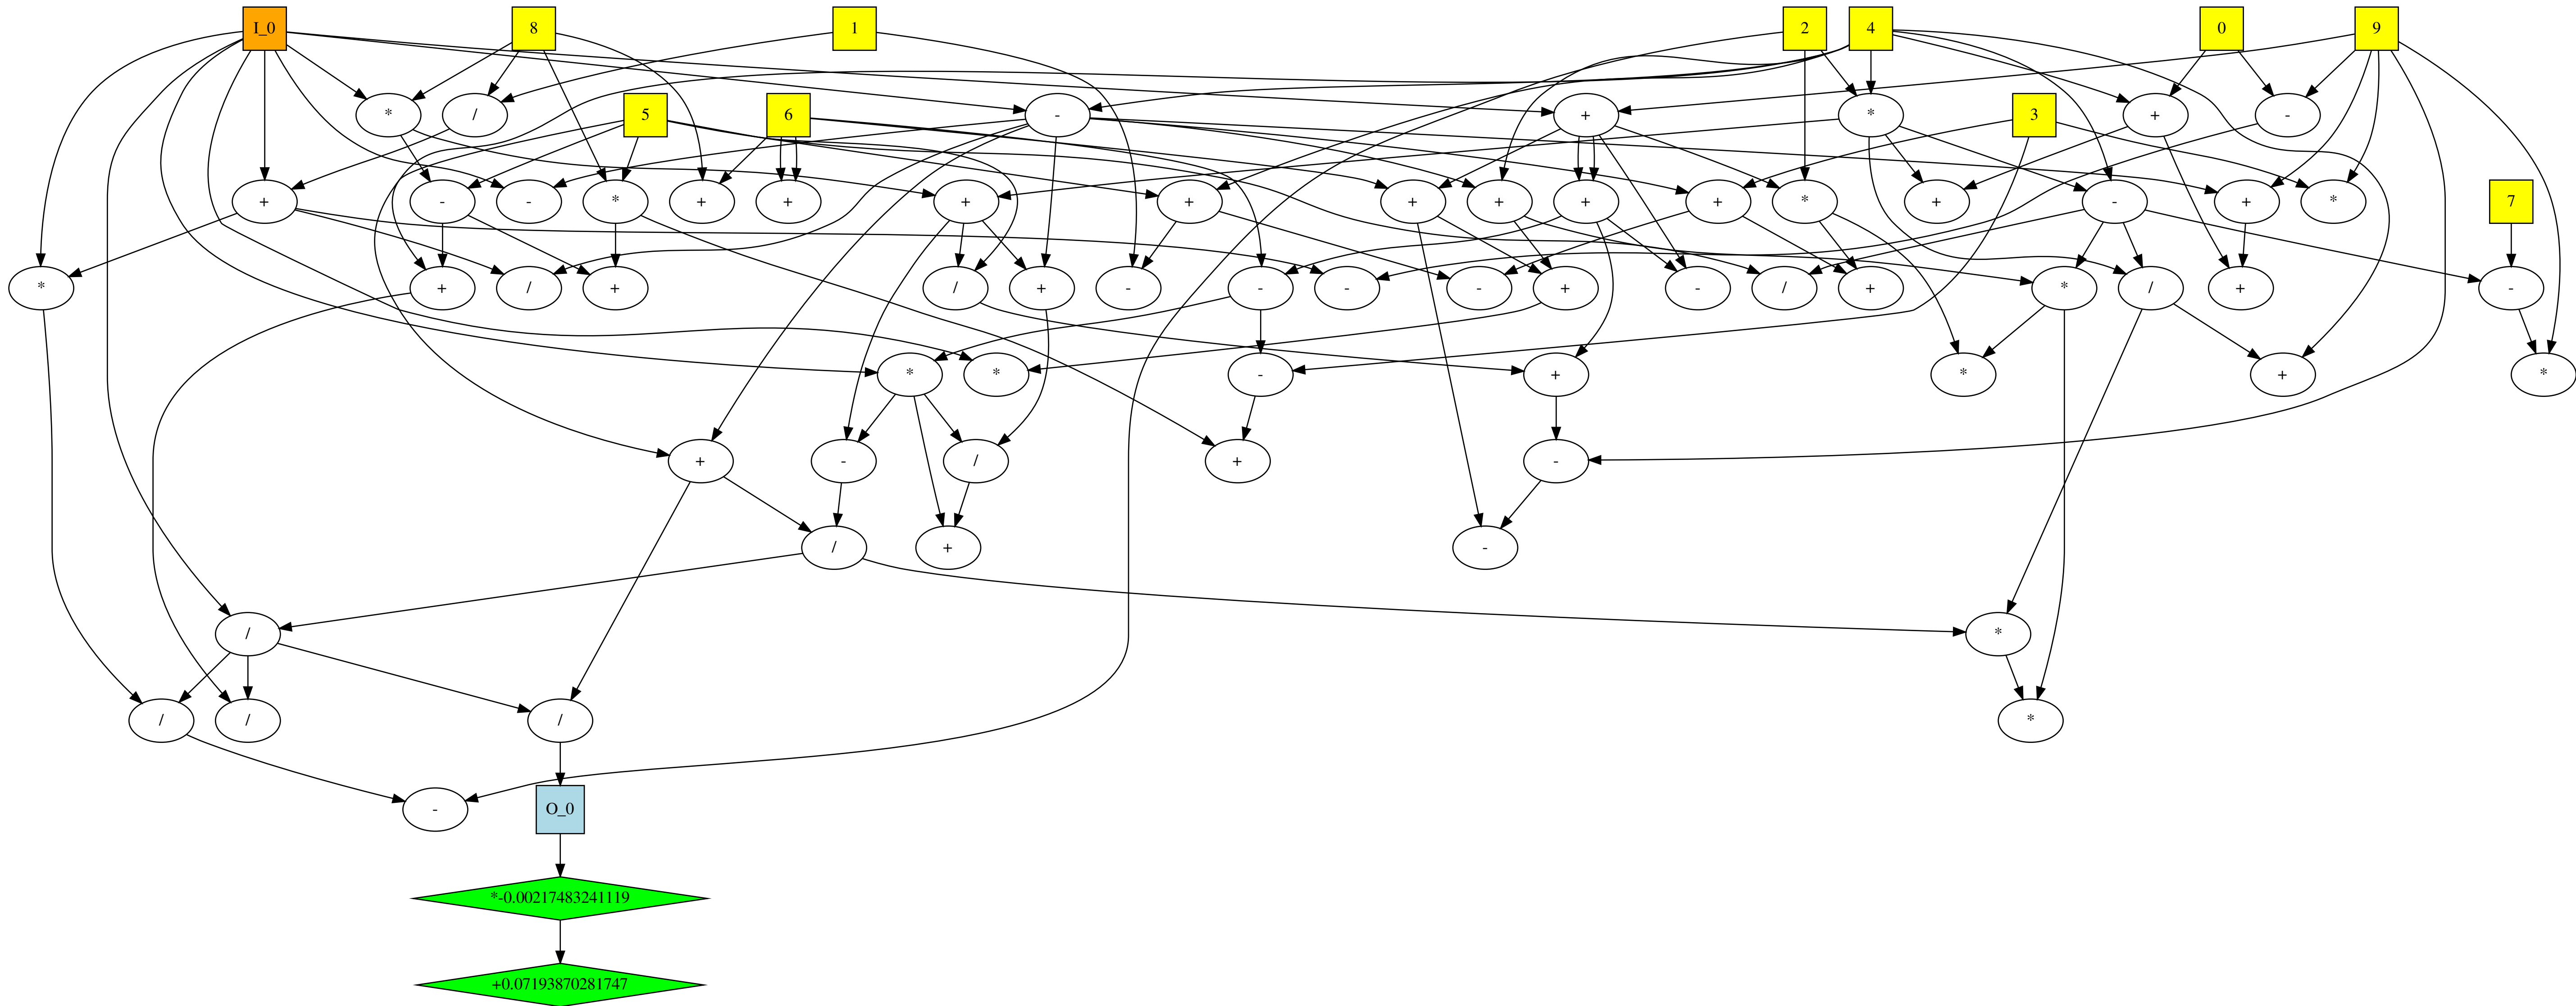 I_0 8 1 2 4 0 9
* / - + * + -
5 6 3
+ - - * + + + + + + + * + - + * 7
* + / + / + - - - + - / + * / + -
* * - + * + *
+ - / + -
/ + -
/ *
/ / / *
- O_0
*-0.00217483241119
+0.07193870281747